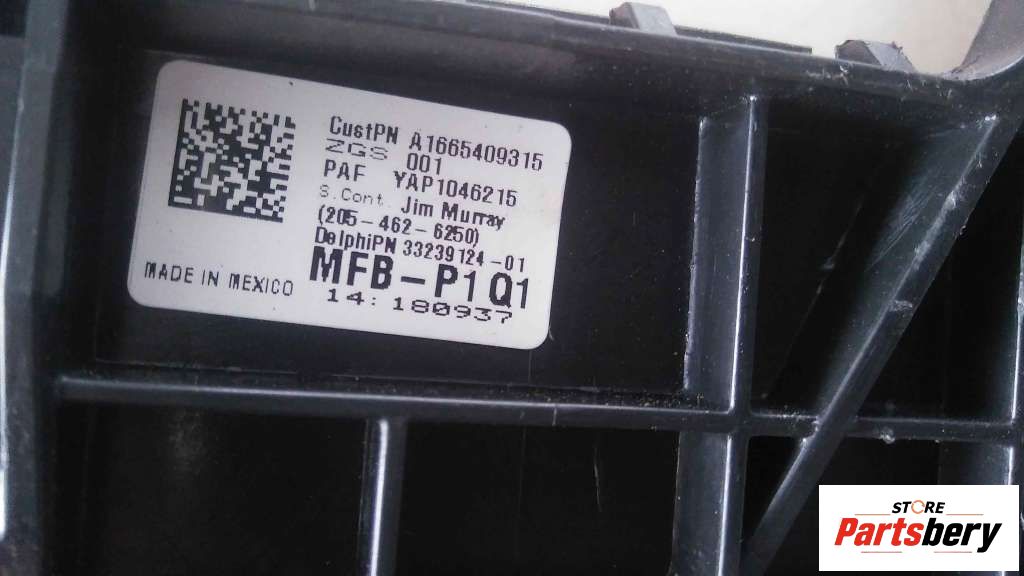 CustPN A1665409315
ZGS 001
PAF YAP1046215
S.Cont. Jim Murray
(205-462-6250)
DelphiPN 33239124-01
MFB-P1Q1
MADE IN MEXICO
14:180937
STORE
Partsbery